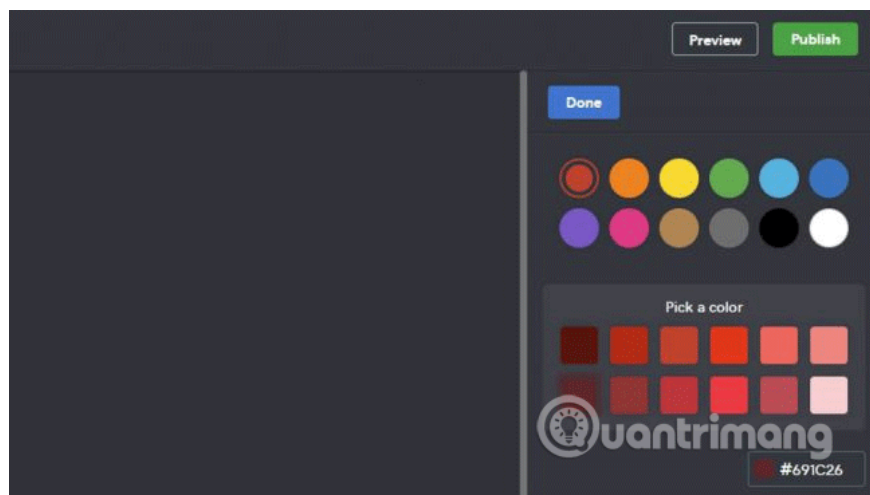 Preview
Publish
Done
Pick a color
Quantrimang
#691C26